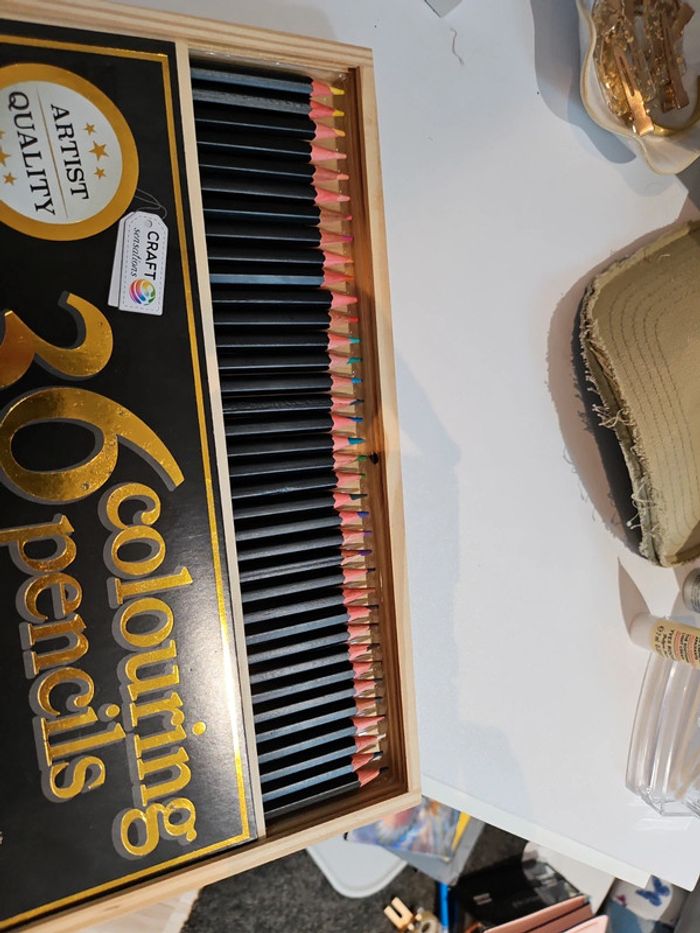 ARTIST
QUALITY
CRAFT
sensations
36
colouring
pencils